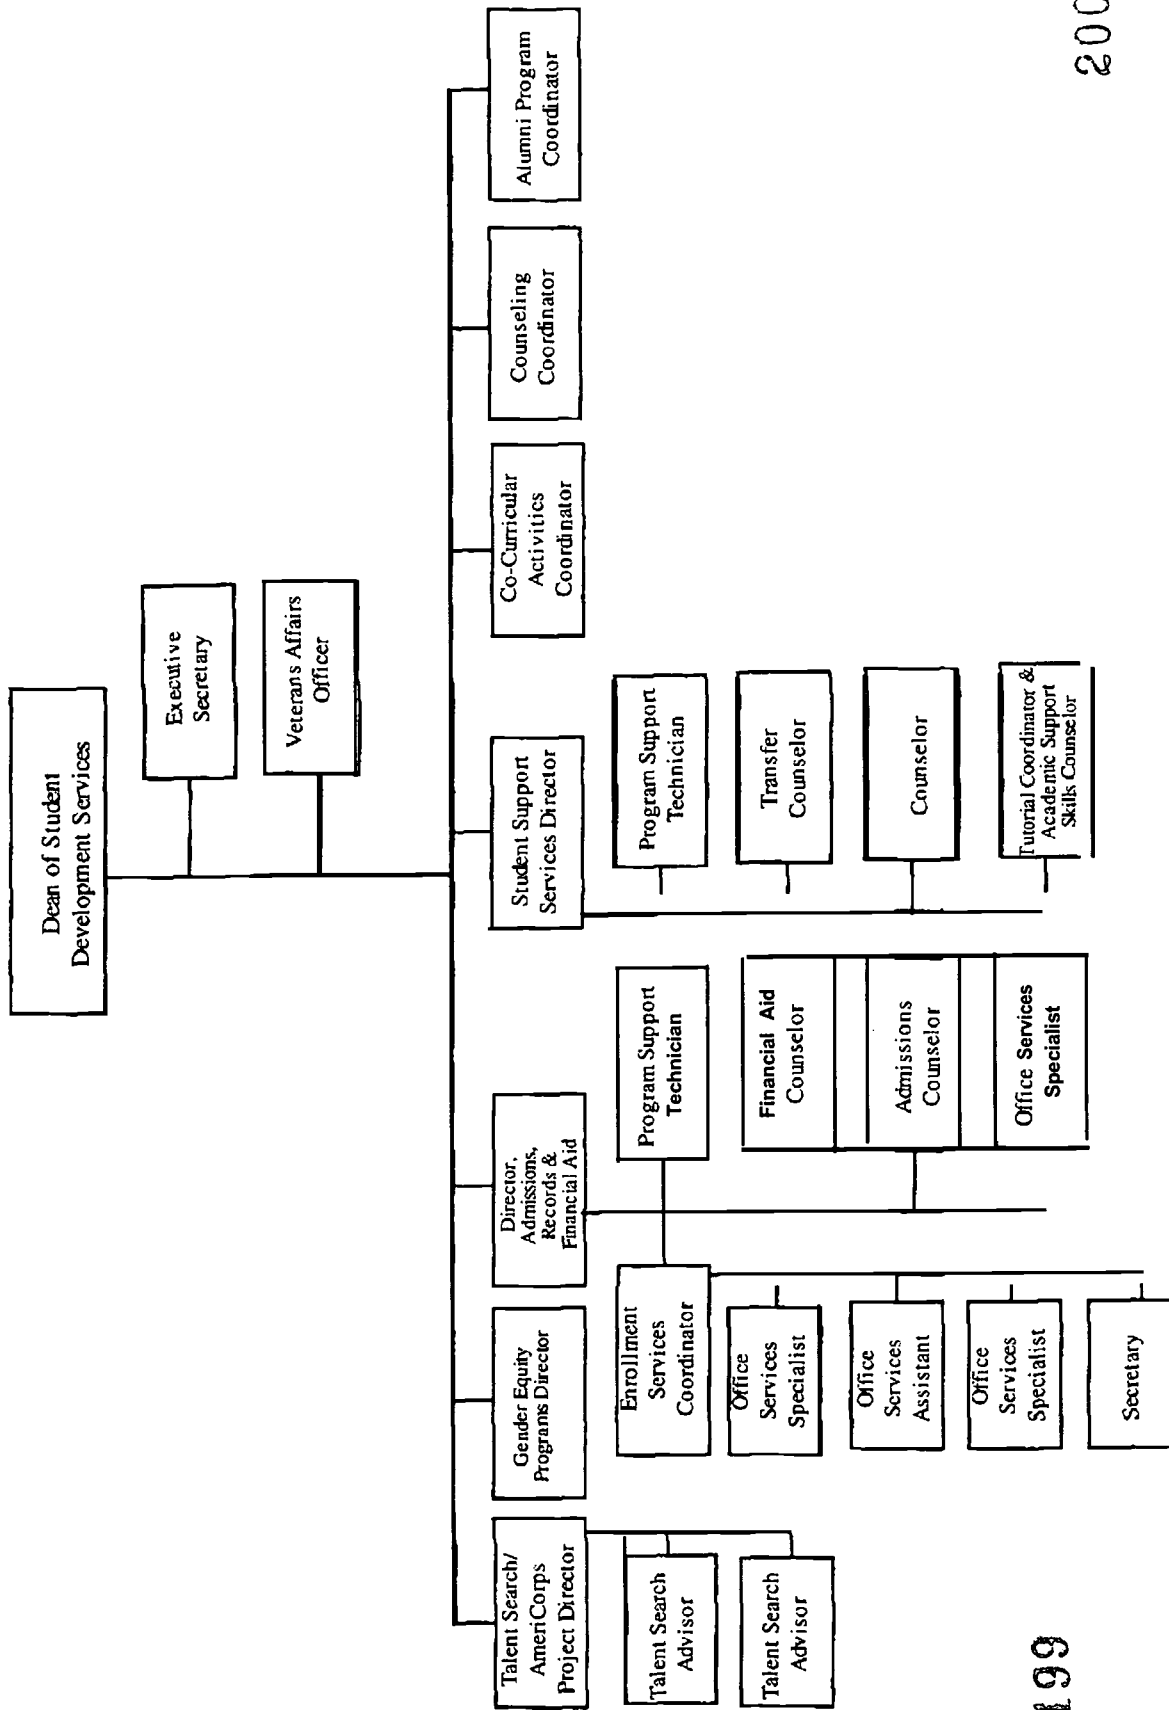 Dean of Student
Development Services
Executive
Secretary
Veterans Affairs
Officer
Talent Search/
AmeriCorps
Project Director
Gender Equity
Programs Director
Director,
Admissions,
Records &
Financial Aid
Student Support
Services Director
Co-Curricular
Activities
Coordinator
Counseling
Coordinator
Alumni Program
Coordinator
Talent Search
Advisor
Talent Search
Advisor
Enrollment
Services
Coordinator
Office
Services
Specialist
Office
Services
Assistant
Office
Services
Specialist
Secretary
Program Support
Technician
Financial Aid
Counselor
Admissions
Counselor
Office Services
Specialist
Program Support
Technician
Transfer
Counselor
Counselor
Tutorial Coordinator &
Academic Support
Skills Counselor
199
200